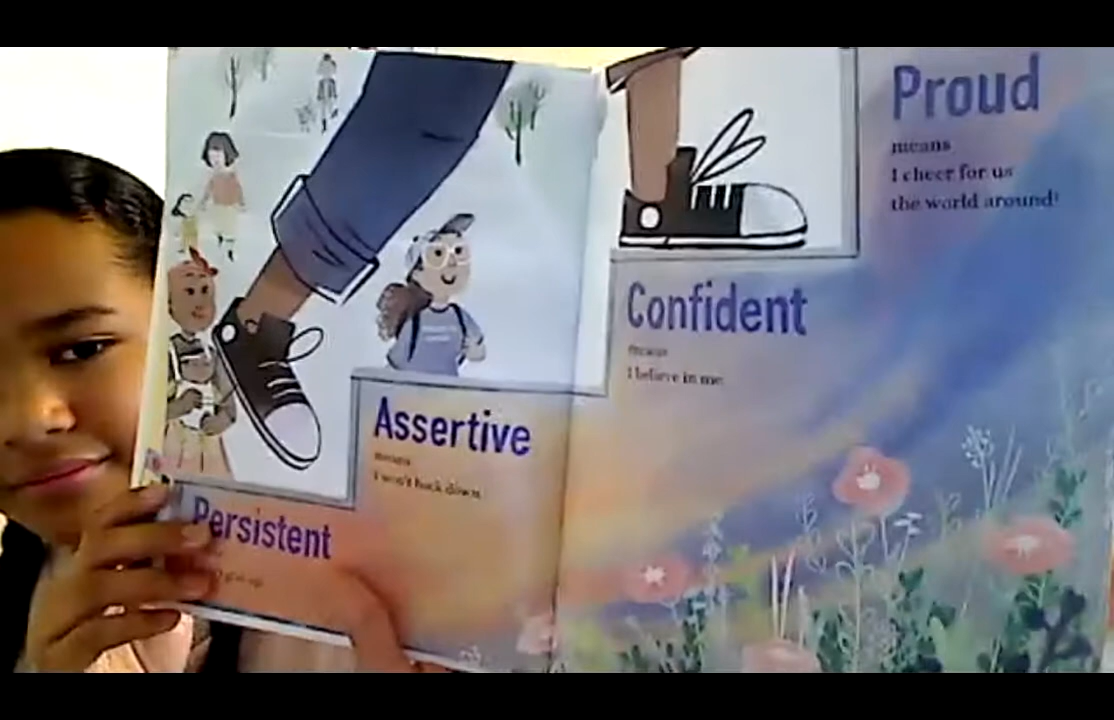 Persistent
Assertive
means
I won't back down
Confident
means
I believe in me
Proud
means
I cheer for us
the world around!